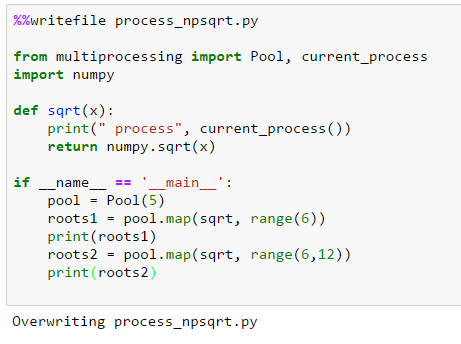 %%writefile process_npsqrt.py
from multiprocessing import Pool, current_process
import numpy
def sqrt(x):
    print(" process", current_process())
    return numpy.sqrt(x)
if __name__ == '__main__':
    pool = Pool(5)
    roots1 = pool.map(sqrt, range(6))
    print(roots1)
    roots2 = pool.map(sqrt, range(6,12))
    print(roots2)
Overwriting process_npsqrt.py